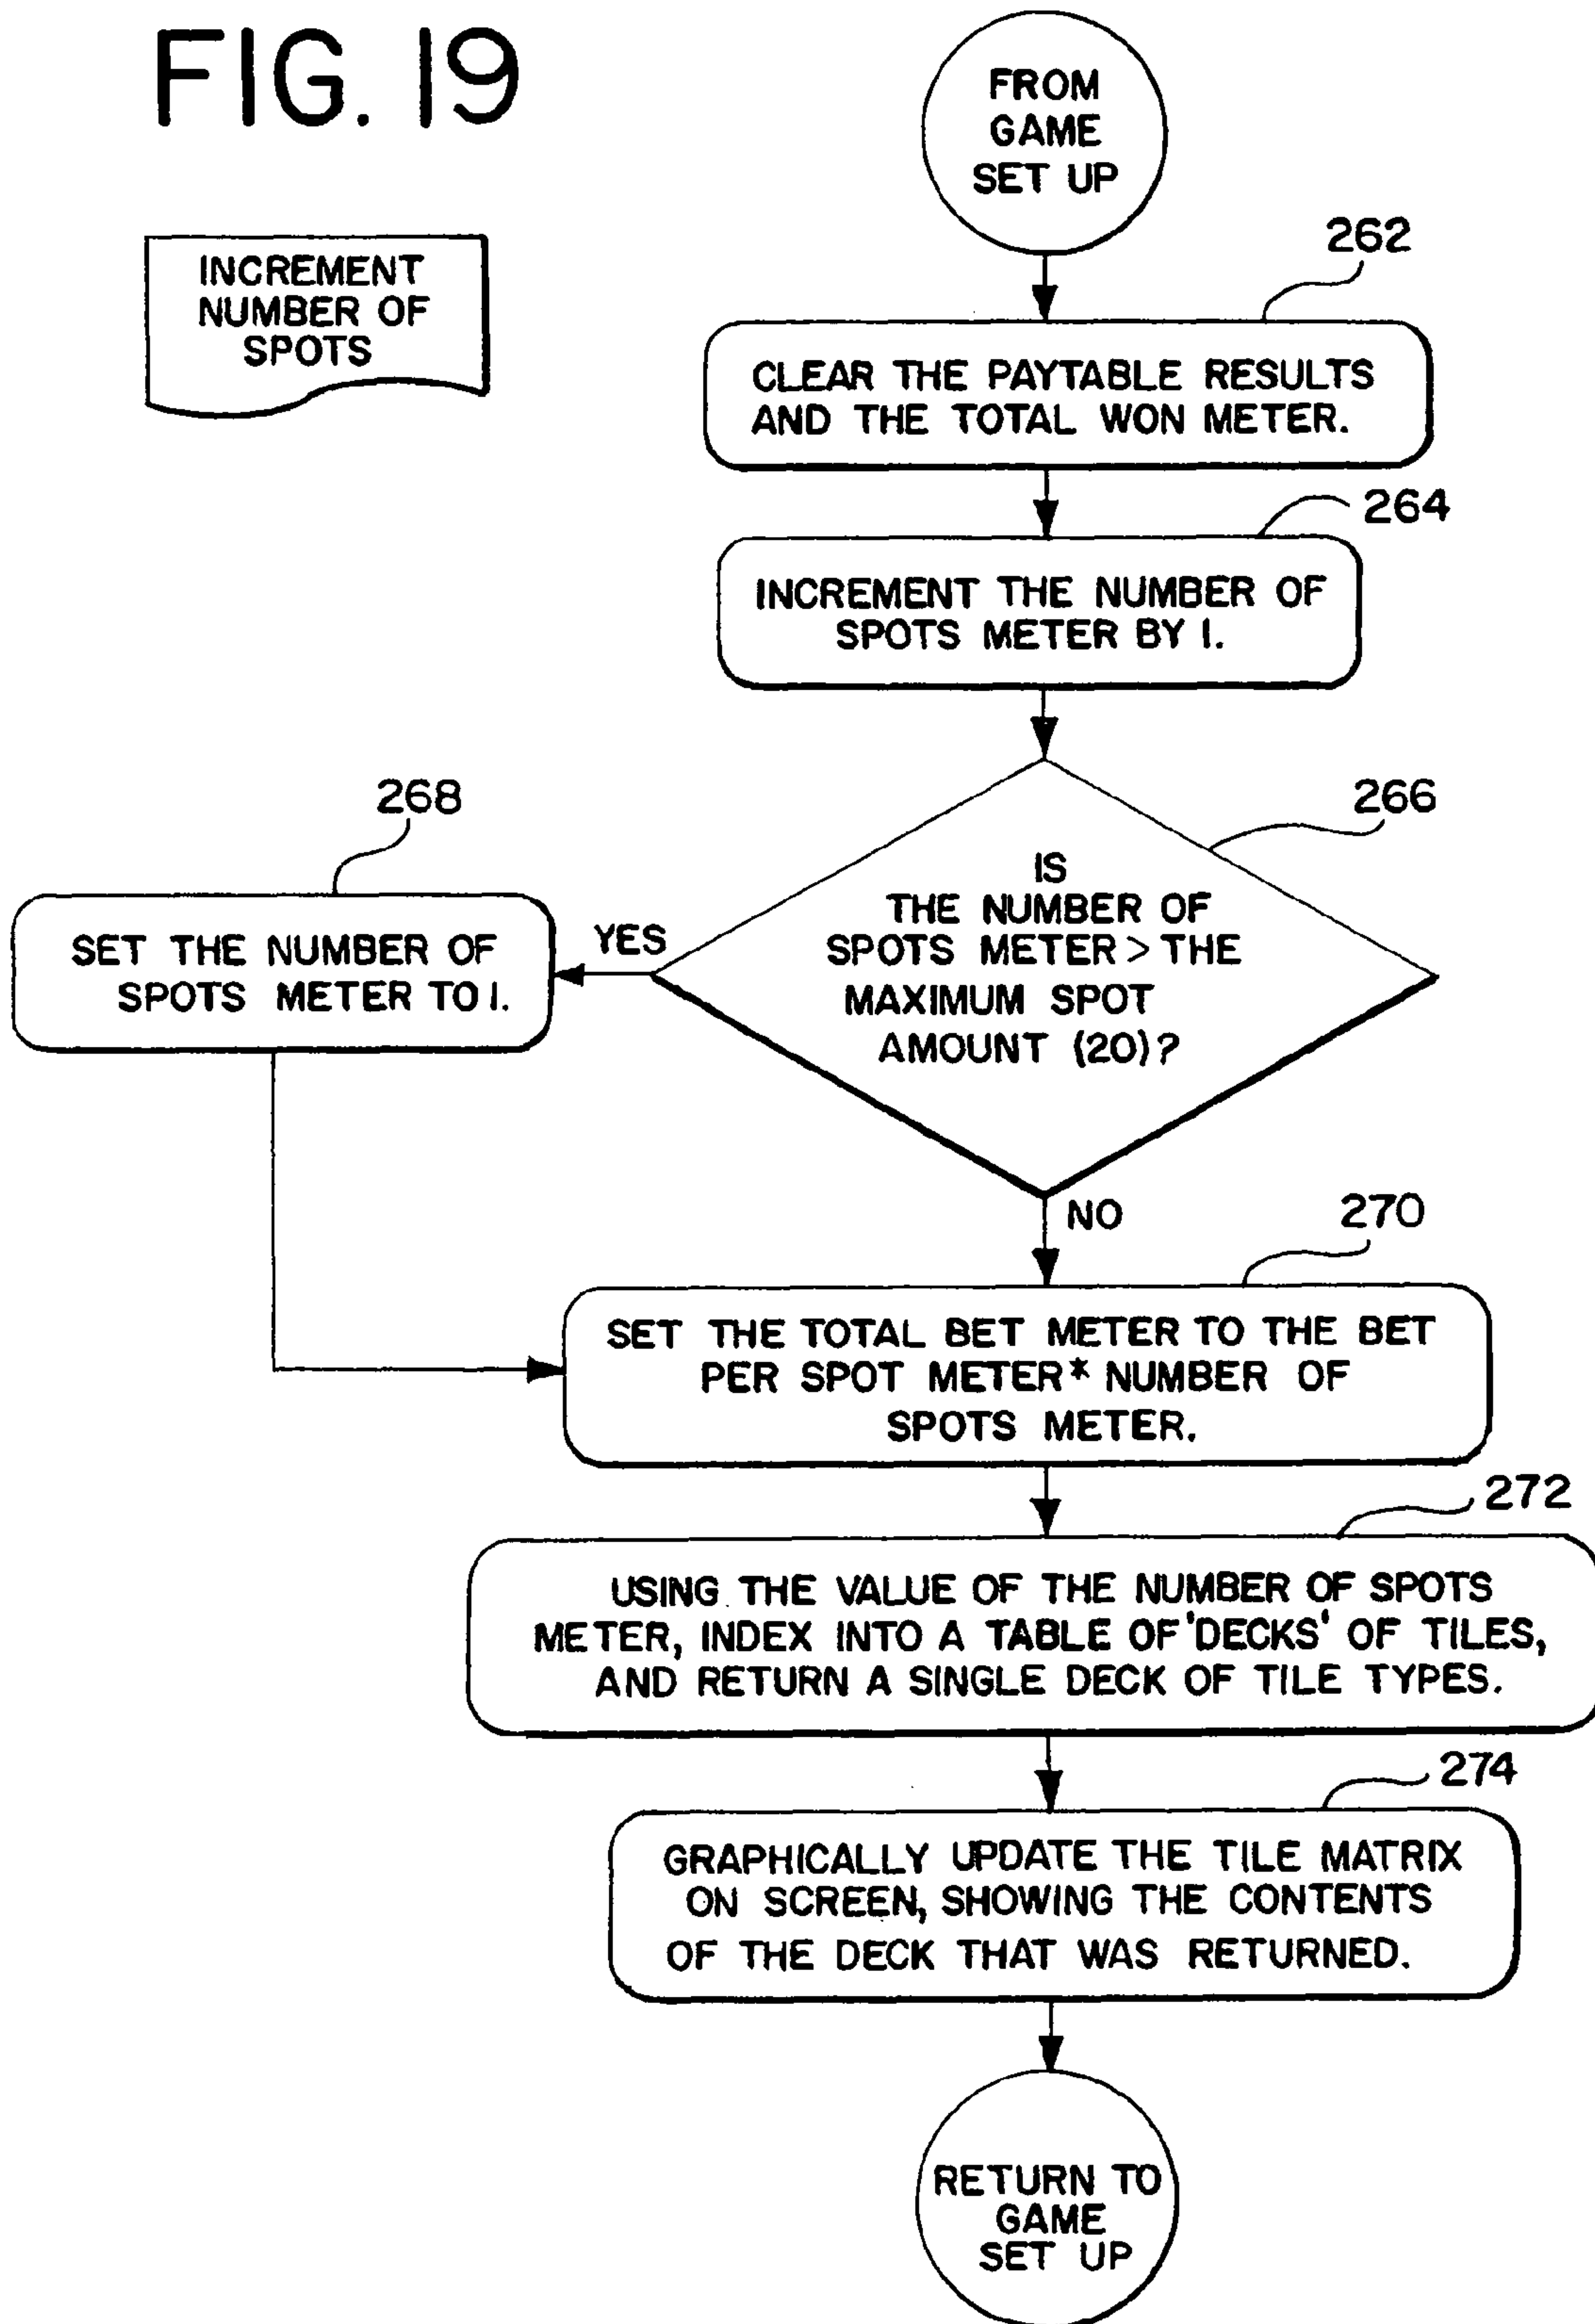 FIG. 19
INCREMENT
NUMBER OF
SPOTS
FROM
GAME
SET UP
262
CLEAR THE PAYTABLE RESULTS
AND THE TOTAL WON METER.
264
INCREMENT THE NUMBER OF
SPOTS METER BY 1.
266
IS
THE NUMBER OF
SPOTS METER > THE
MAXIMUM SPOT
AMOUNT (20)?
YES
268
SET THE NUMBER OF
SPOTS METER TO 1.
NO
270
SET THE TOTAL BET METER TO THE BET
PER SPOT METER* NUMBER OF
SPOTS METER.
272
USING THE VALUE OF THE NUMBER OF SPOTS
METER, INDEX INTO A TABLE OF 'DECKS' OF TILES,
AND RETURN A SINGLE DECK OF TILE TYPES.
274
GRAPHICALLY UPDATE THE TILE MATRIX
ON SCREEN, SHOWING THE CONTENTS
OF THE DECK THAT WAS RETURNED.
RETURN TO
GAME
SET UP